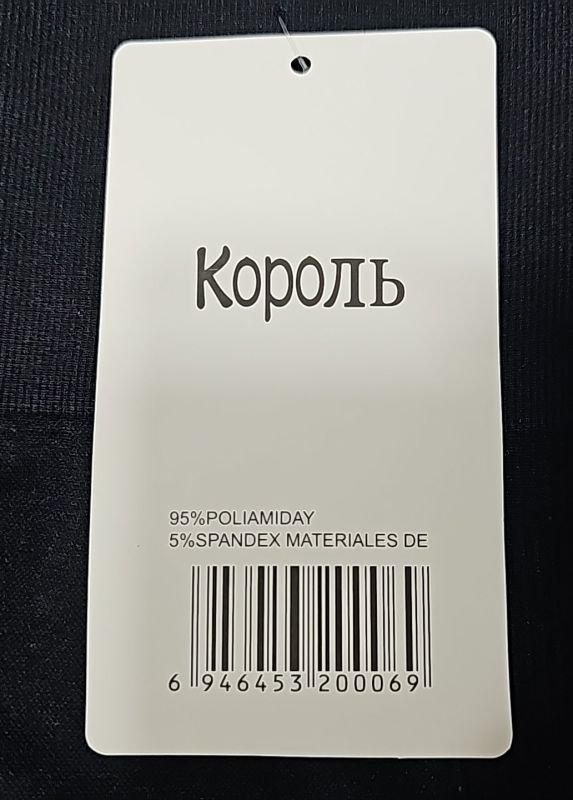 Король
95%POLIAMIDAY
5%SPANDEX MATERIALES DE
6 946453 200069